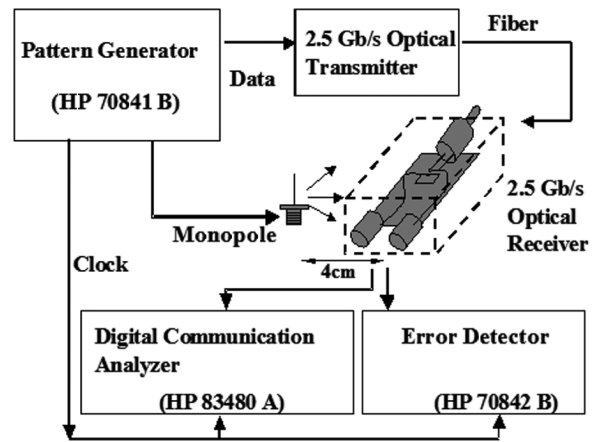 Pattern Generator
(HP 70841 B)
Data
2.5 Gb/s Optical
Transmitter
Fiber
2.5 Gb/s
Optical
Receiver
Monopole
4cm
Clock
Digital Communication
Analyzer
(HP 83480 A)
Error Detector
(HP 70842 B)